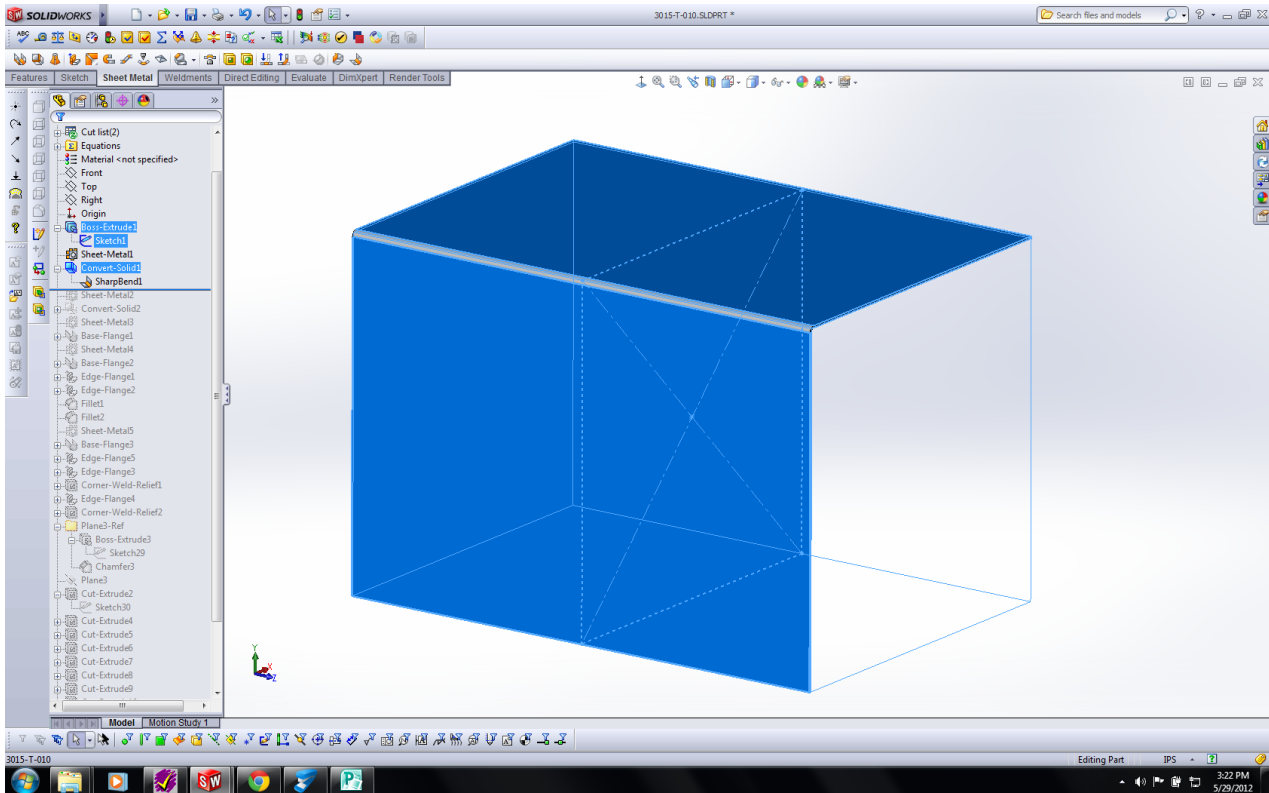 SOLIDWORKS
3015-T-010.SLDPRT *
Search files and models
Features Sketch Sheet Metal Weldments Direct Editing Evaluate DimXpert Render Tools
Cut list(2)
Equations
Material <not specified>
Front
Top
Right
Origin
Boss-Extrude1
Sketch1
Sheet-Metal1
Convert-Solid1
SharpBend1
Sheet-Metal2
Convert-Solid2
Sheet-Metal3
Base-Flange1
Sheet-Metal4
Base-Flange2
Edge-Flange1
Edge-Flange2
Fillet1
Fillet2
Sheet-Metal5
Base-Flange3
Edge-Flange5
Edge-Flange3
Corner-Weld-Relief1
Edge-Flange4
Corner-Weld-Relief2
Plane3-Ref
Boss-Extrude3
Sketch29
Chamfer3
Plane3
Cut-Extrude2
Sketch30
Cut-Extrude4
Cut-Extrude5
Cut-Extrude6
Cut-Extrude7
Cut-Extrude8
Cut-Extrude9
Y
X
Z
Model Motion Study 1
3015-T-010
Editing Part IPS
3:22 PM
5/29/2012